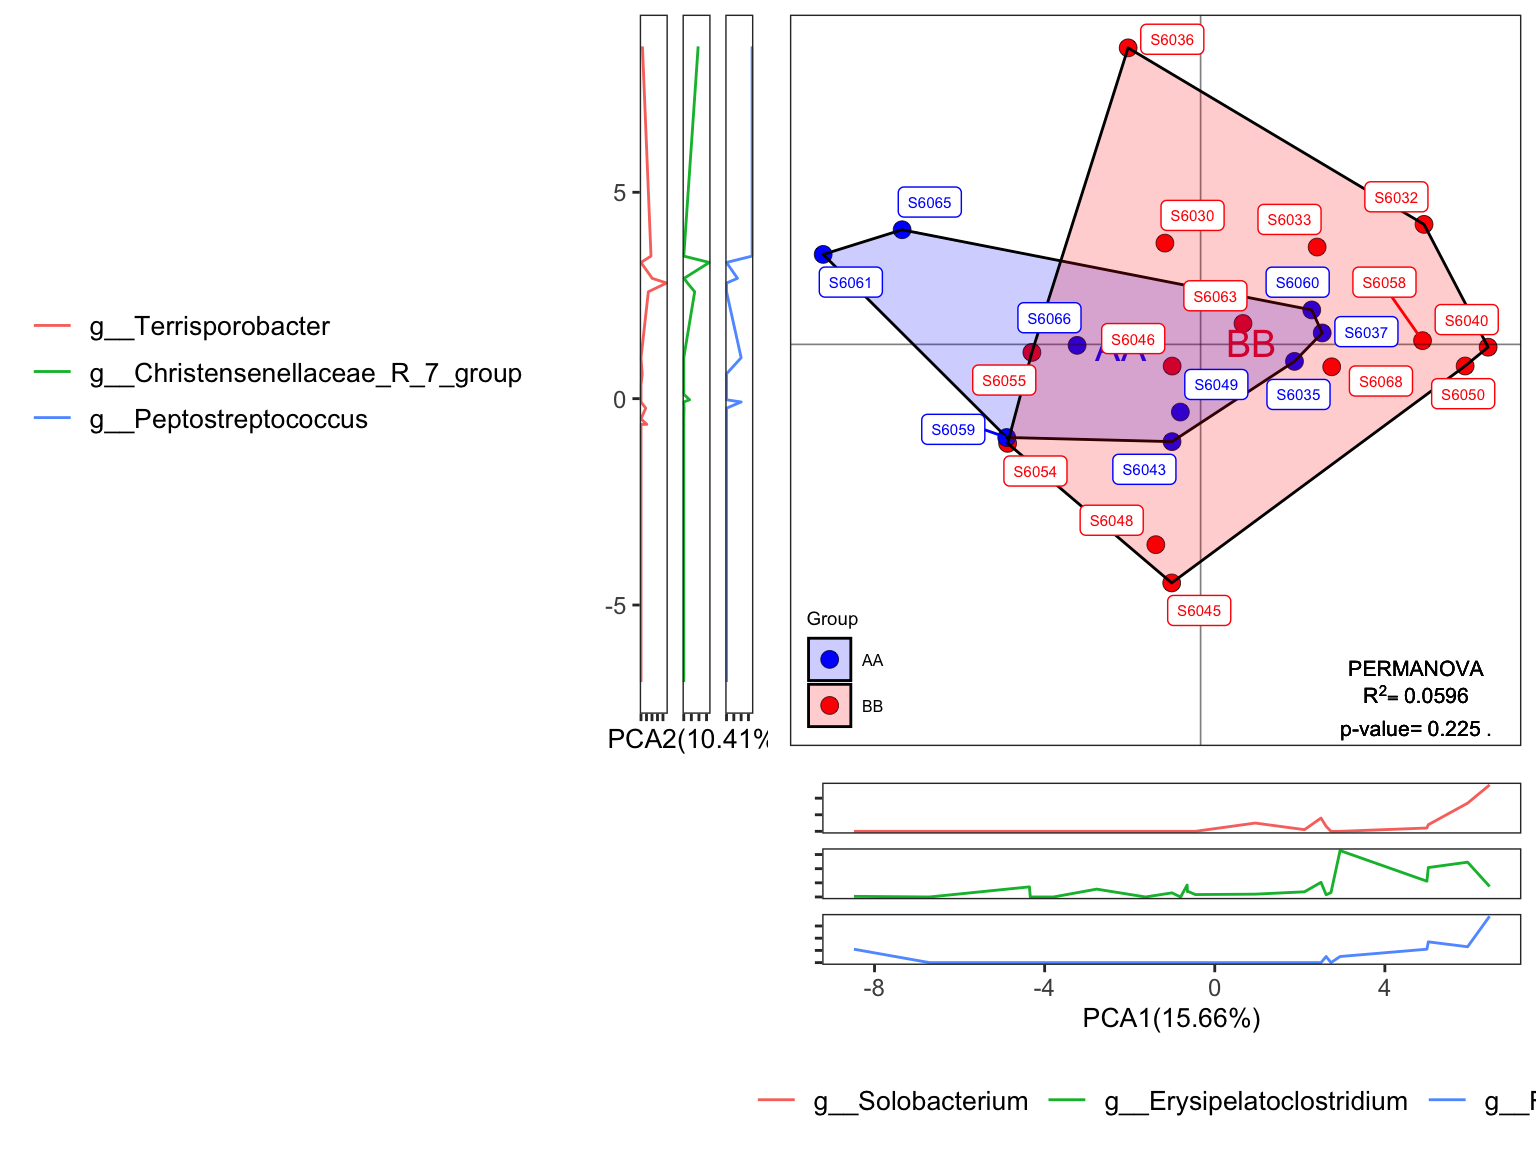 g__Terrisporobacter
g__Christensenellaceae_R_7_group
g__Peptostreptococcus
5
0
-5
PCA2(10.41%
S6036
S6032
S6065
S6030
S6033
S6061
S6063
S6060
S6058
S6066
S6046
AA
BB
S6037
S6040
S6055
S6049
S6035
S6068
S6050
S6059
S6054
S6043
S6048
S6045
Group
AA
BB
PERMANOVA
R²= 0.0596
p-value= 0.225 .
-8
-4
0
4
PCA1(15.66%)
g__Solobacterium
g__Erysipelatoclostridium
g__